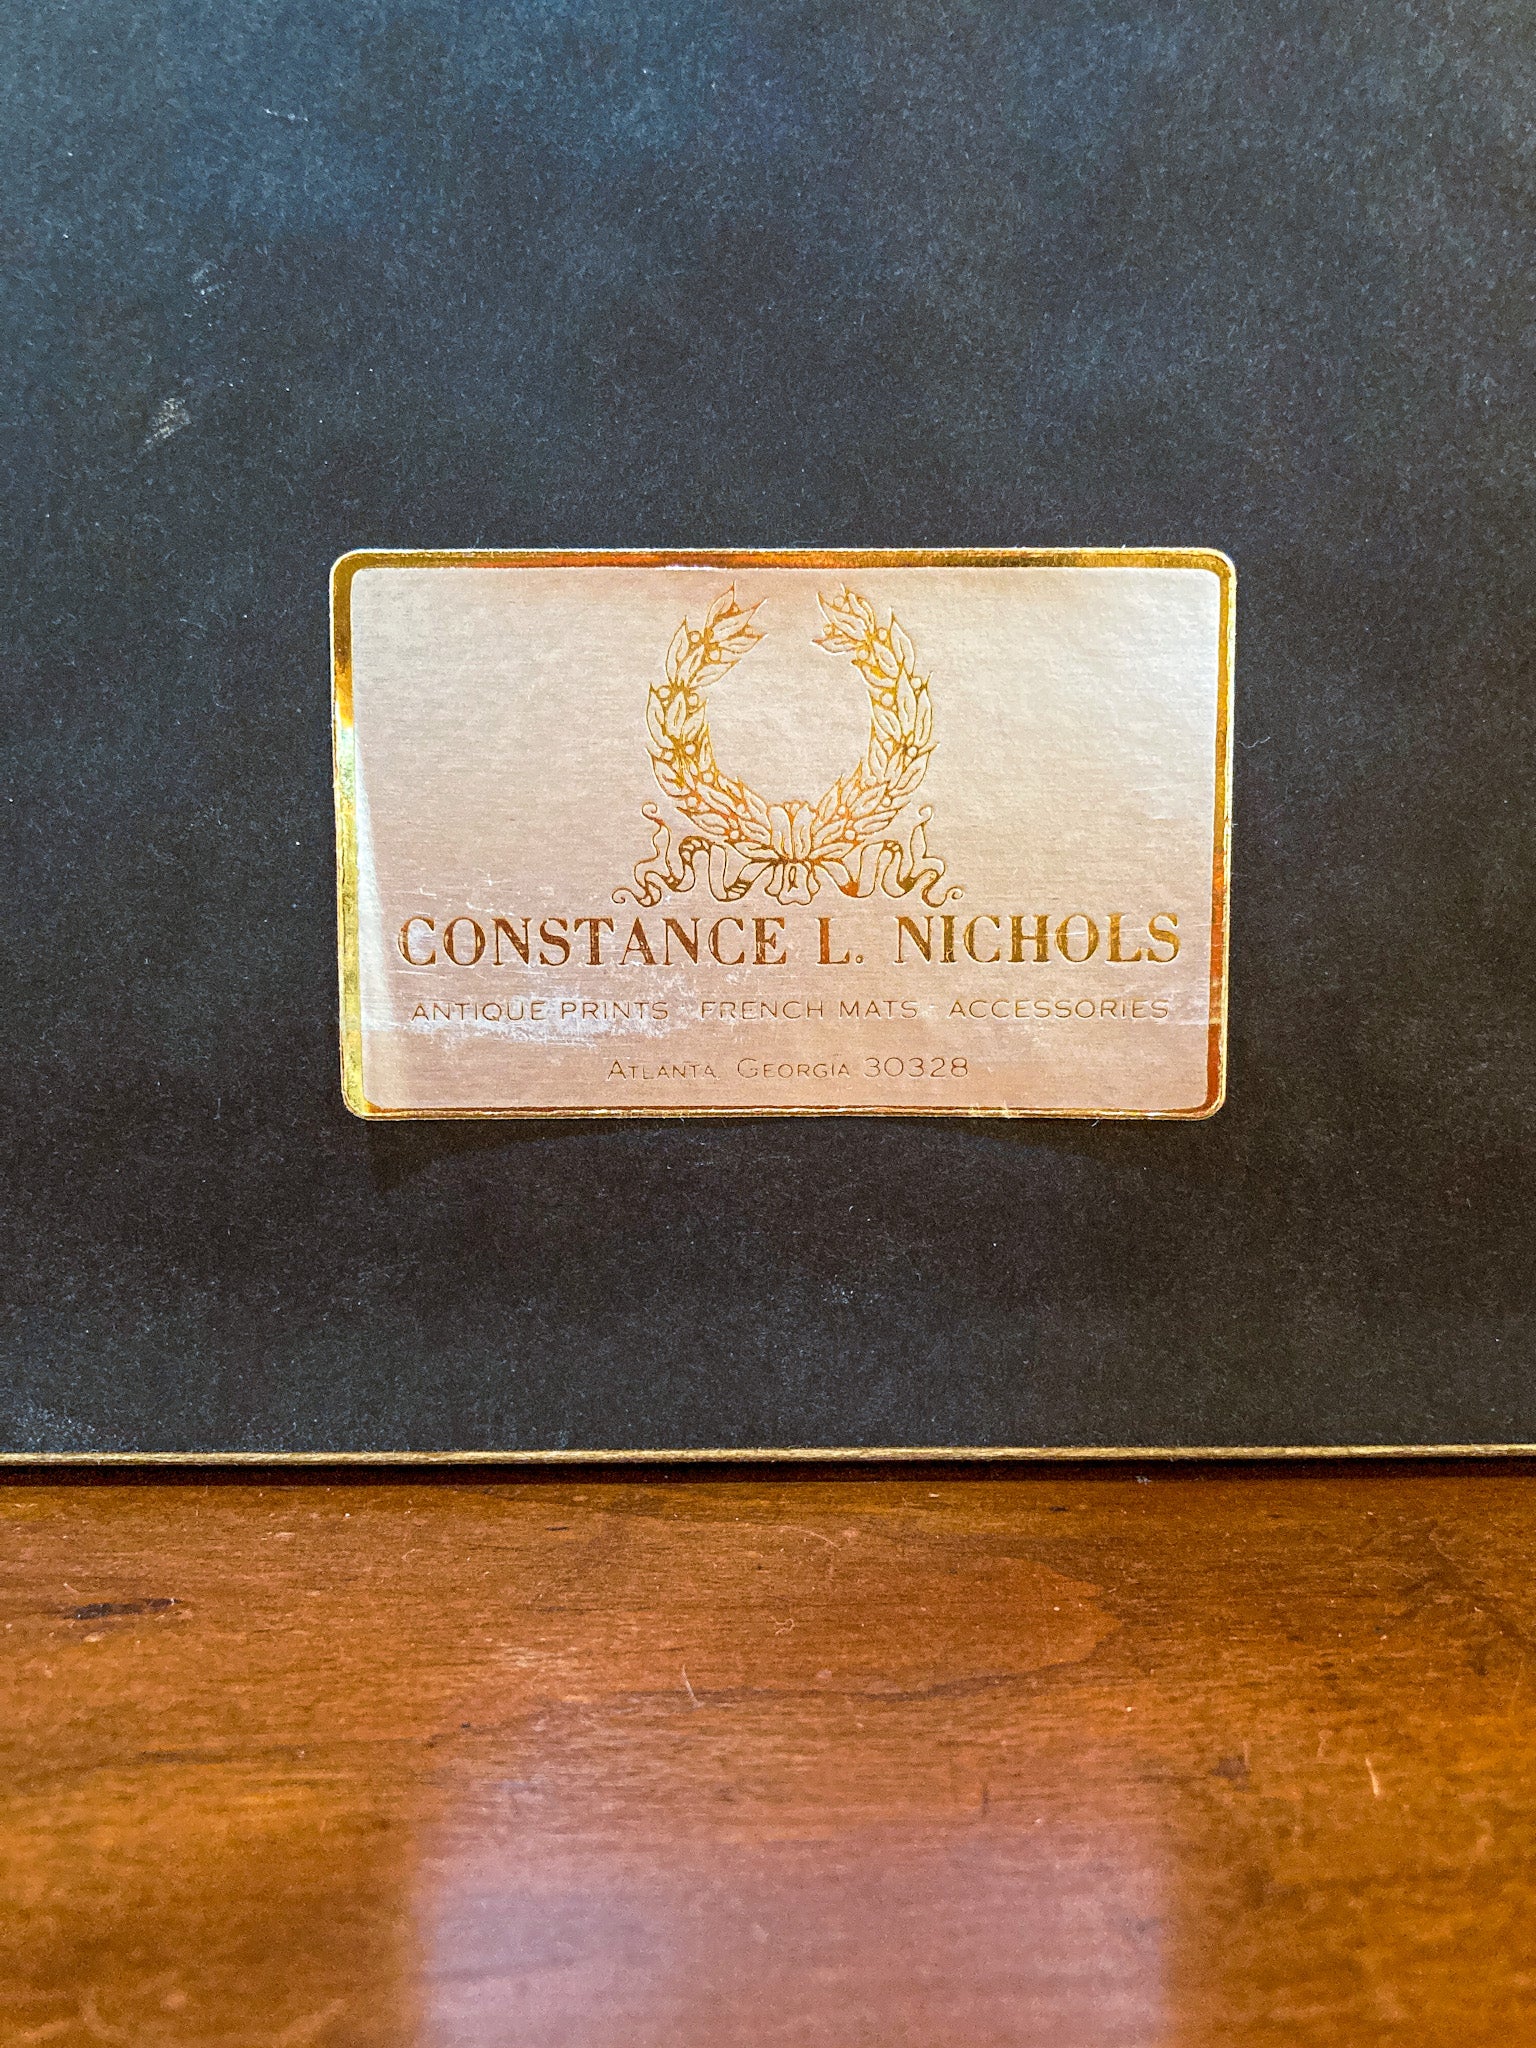 CONSTANCE L. NICHOLS
ANTIQUE PRINTS · FRENCH MATS · ACCESSORIES
ATLANTA, GEORGIA 30328